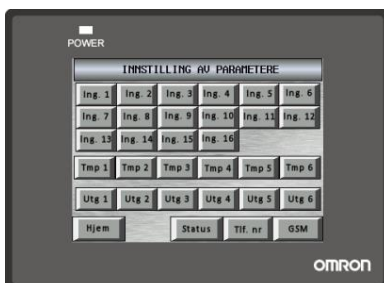 POWER
INNSTILLING AV PARAMETERE
Ing. 1 Ing. 2 Ing. 3 Ing. 4 Ing. 5 Ing. 6
Ing. 7 Ing. 8 Ing. 9 Ing. 10 Ing. 11 Ing. 12
Ing. 13 Ing. 14 Ing. 15 Ing. 16
Tmp 1 Tmp 2 Tmp 3 Tmp 4 Tmp 5 Tmp 6
Utg 1 Utg 2 Utg 3 Utg 4 Utg 5 Utg 6
Hjem Status Tlf. nr GSM
OMRON